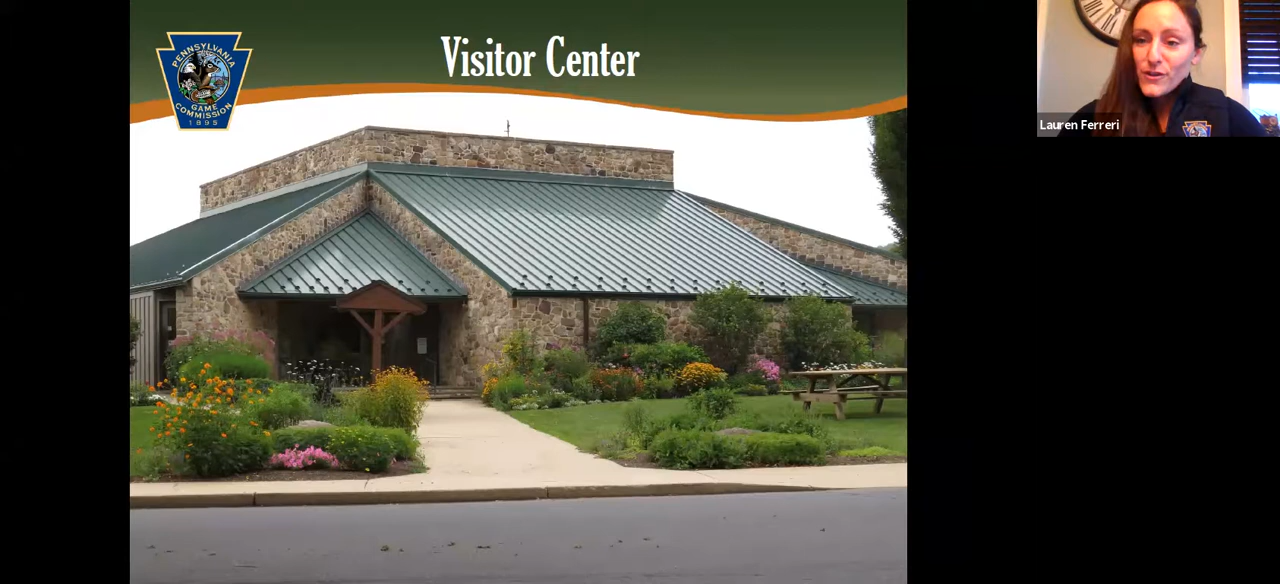 Visitor Center
PENNSYLVANIA
GAME
COMMISSION
1895
Lauren Ferreri